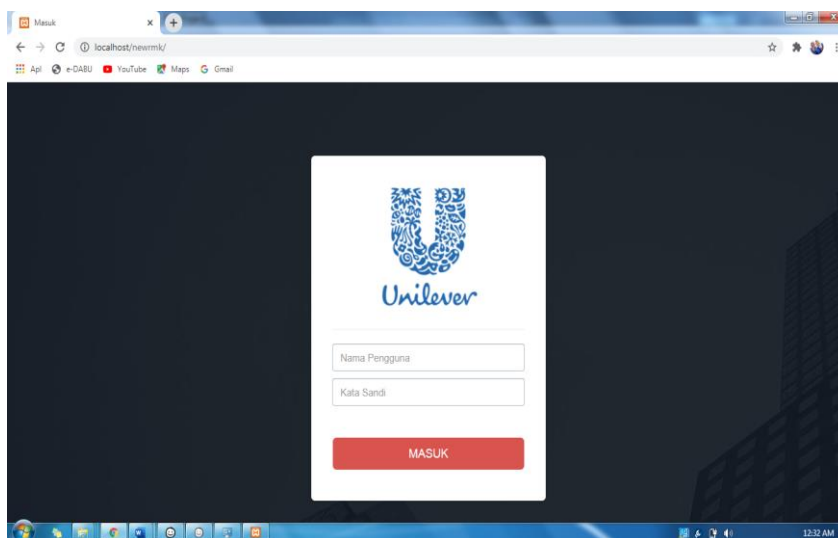 Masuk
localhost/newrmk/
Apl e-DABU YouTube Maps Gmail
Unilever
Nama Pengguna
Kata Sandi
MASUK
12:32 AM